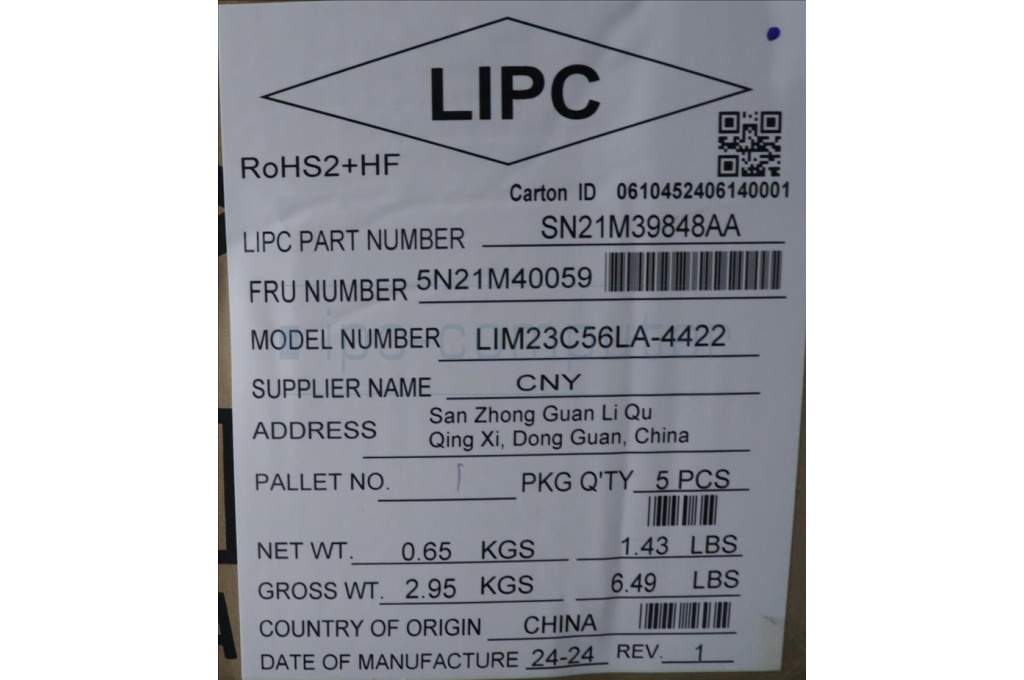 LIPC
RoHS2+HF
Carton ID 0610452406140001
LIPC PART NUMBER SN21M39848AA
FRU NUMBER 5N21M40059
MODEL NUMBER LIM23C56LA-4422
ipc computer
SUPPLIER NAME CNY
ADDRESS San Zhong Guan Li Qu
Qing Xi, Dong Guan, China
PALLET NO. 1 PKG Q'TY 5 PCS
NET WT. 0.65 KGS 1.43 LBS
GROSS WT. 2.95 KGS 6.49 LBS
COUNTRY OF ORIGIN CHINA
DATE OF MANUFACTURE 24-24 REV. 1